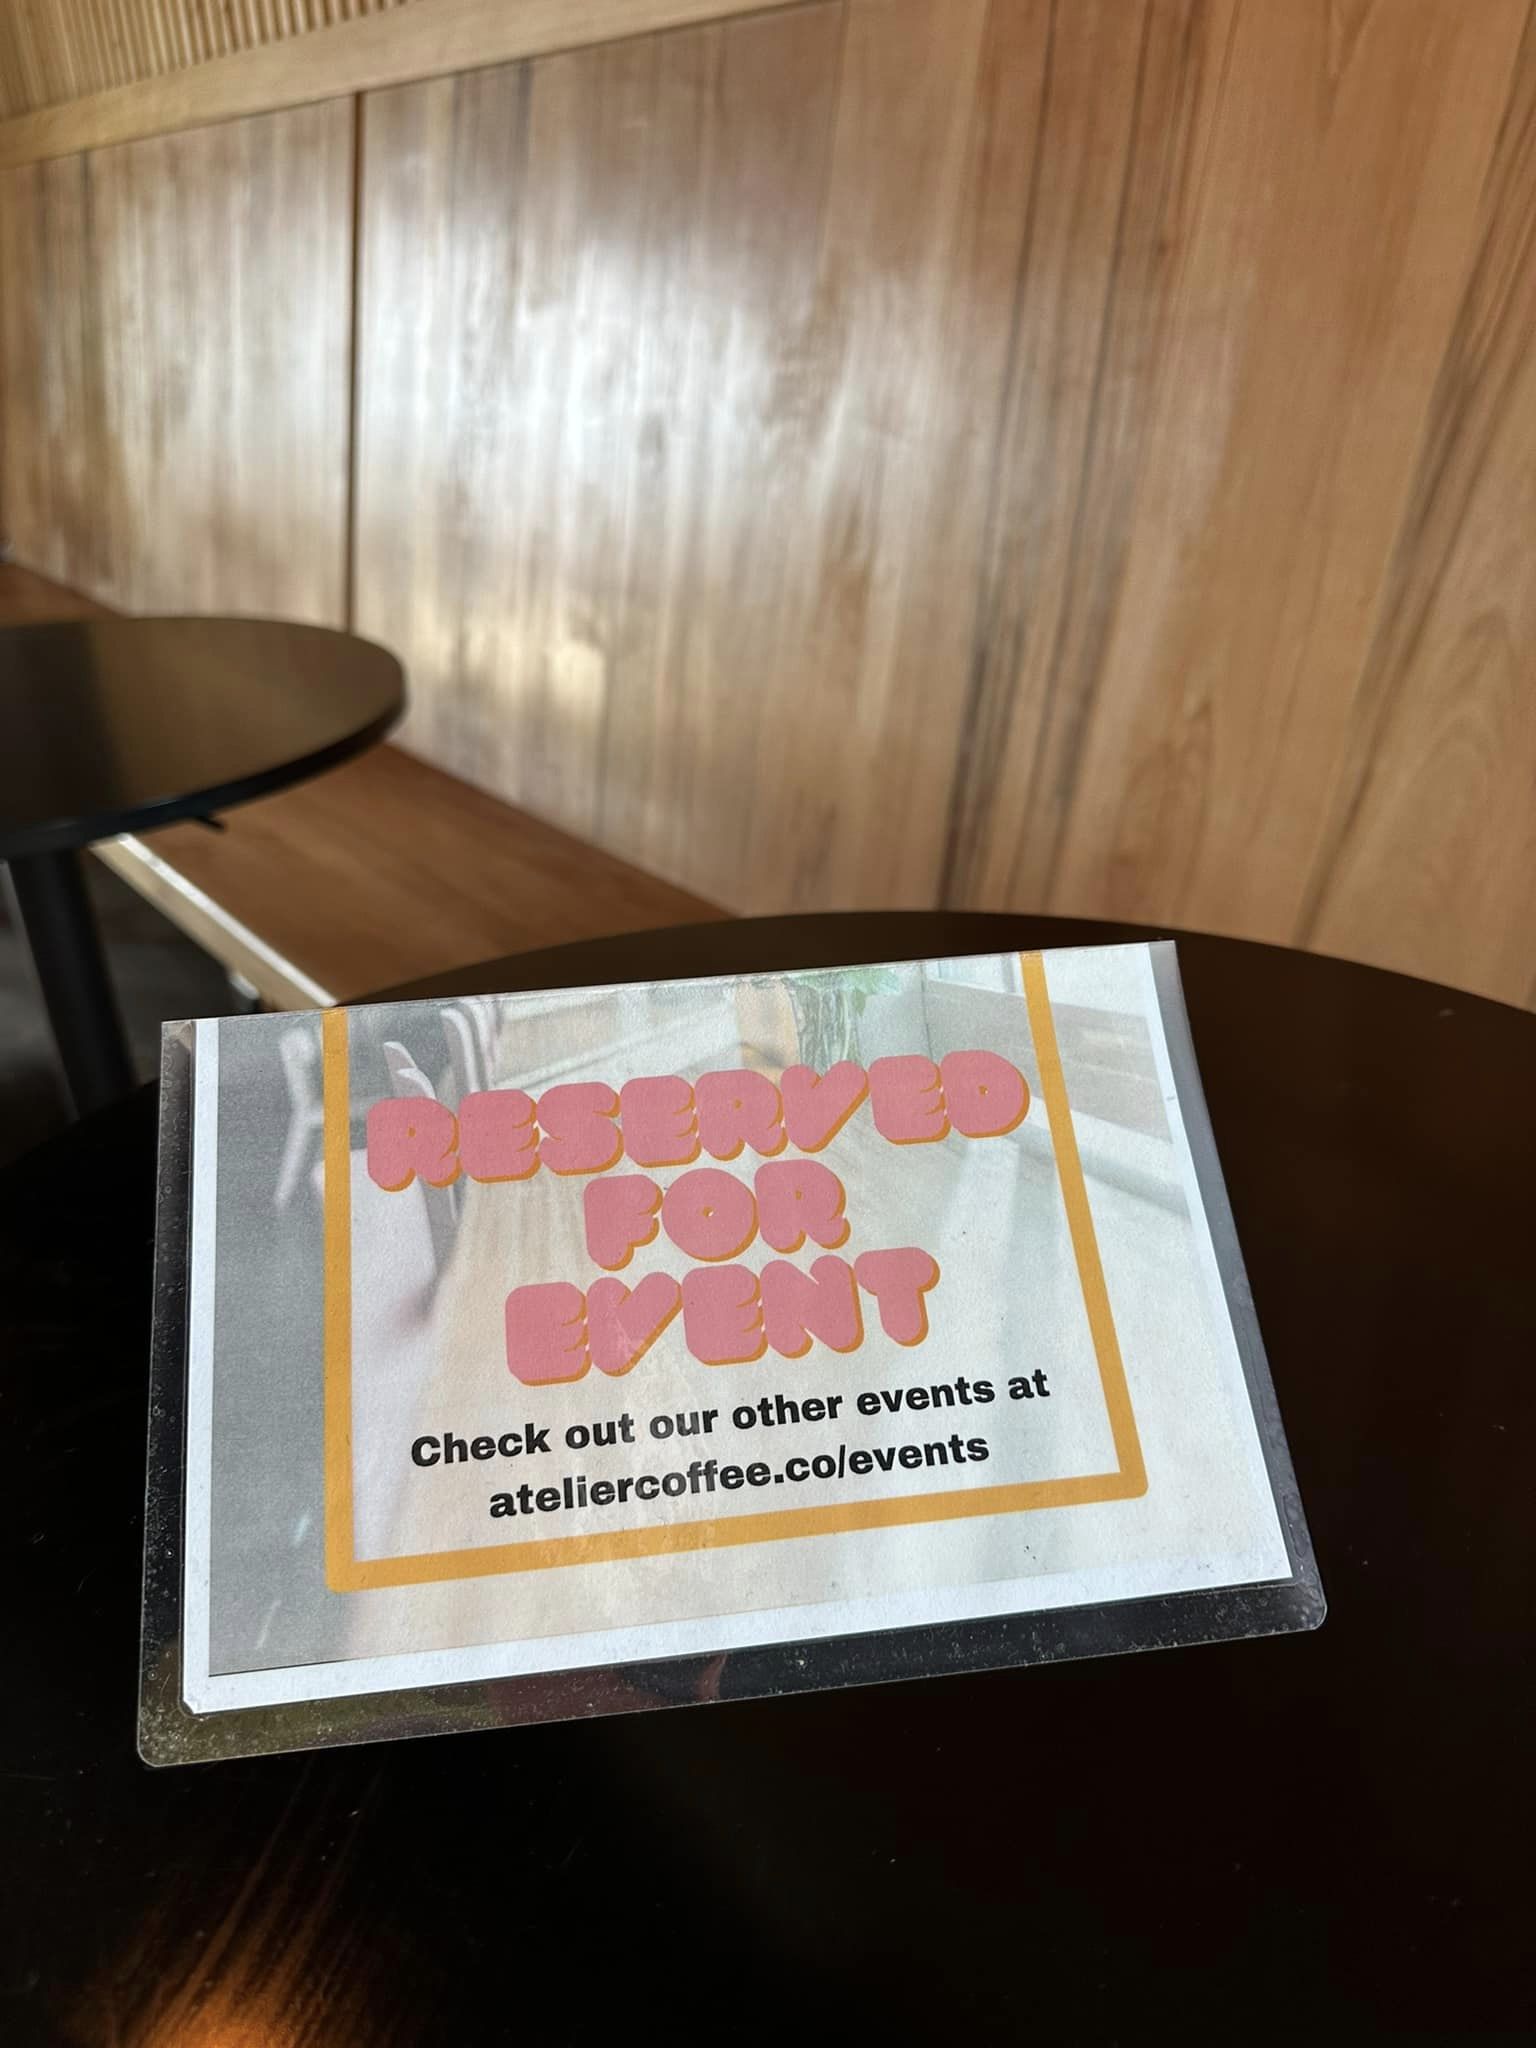 RESERVED
FOR
EVENT
Check out our other events at
ateliercoffee.co/events